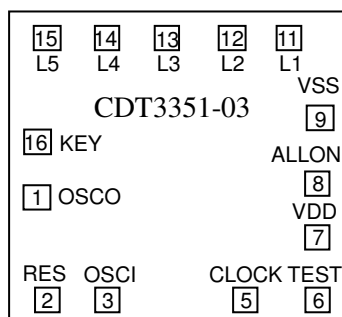 15 14 13 12 11
L5 L4 L3 L2 L1
VSS
CDT3351-03
9
16 KEY
ALLON
8
1 OSCO
VDD
7
RES OSCI CLOCK TEST
2 3 5 6